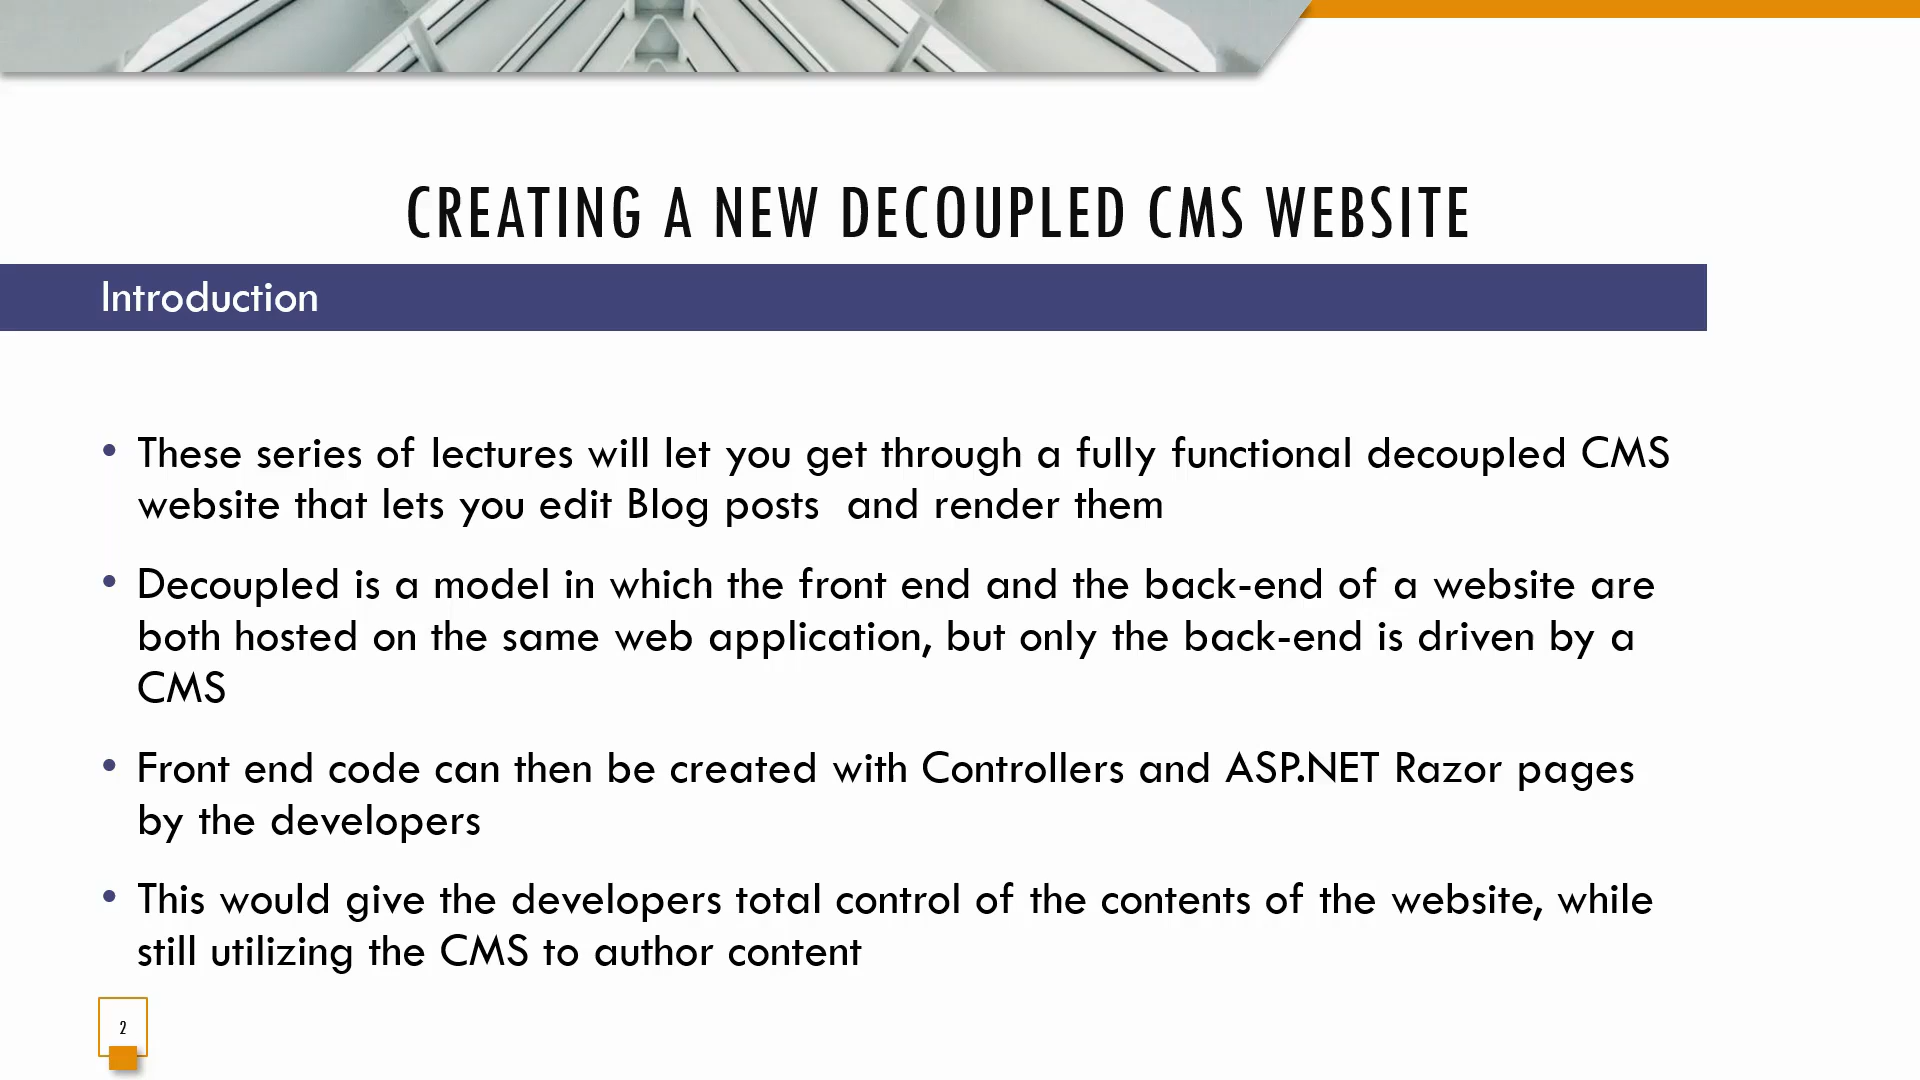 CREATING A NEW DECOUPLED CMS WEBSITE
Introduction
• These series of lectures will let you get through a fully functional decoupled CMS
website that lets you edit Blog posts  and render them
• Decoupled is a model in which the front end and the back-end of a website are
both hosted on the same web application, but only the back-end is driven by a
CMS
• Front end code can then be created with Controllers and ASP.NET Razor pages
by the developers
• This would give the developers total control of the contents of the website, while
still utilizing the CMS to author content
2